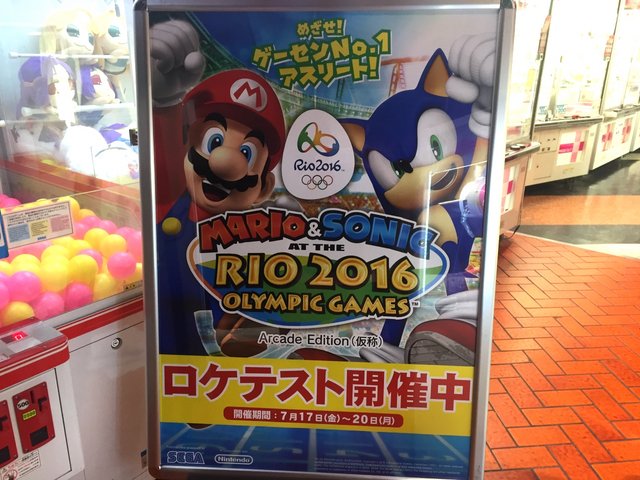 めざせ!
ゲーセンNo.1
アスリート!
M
Rio2016
MARIO & SONIC
AT THE
RIO 2016
OLYMPIC GAMES™
Arcade Edition(仮称)
ロケテスト開催中
開催期間:7月17日(金)~20日(月)
SEGA
Nintendo